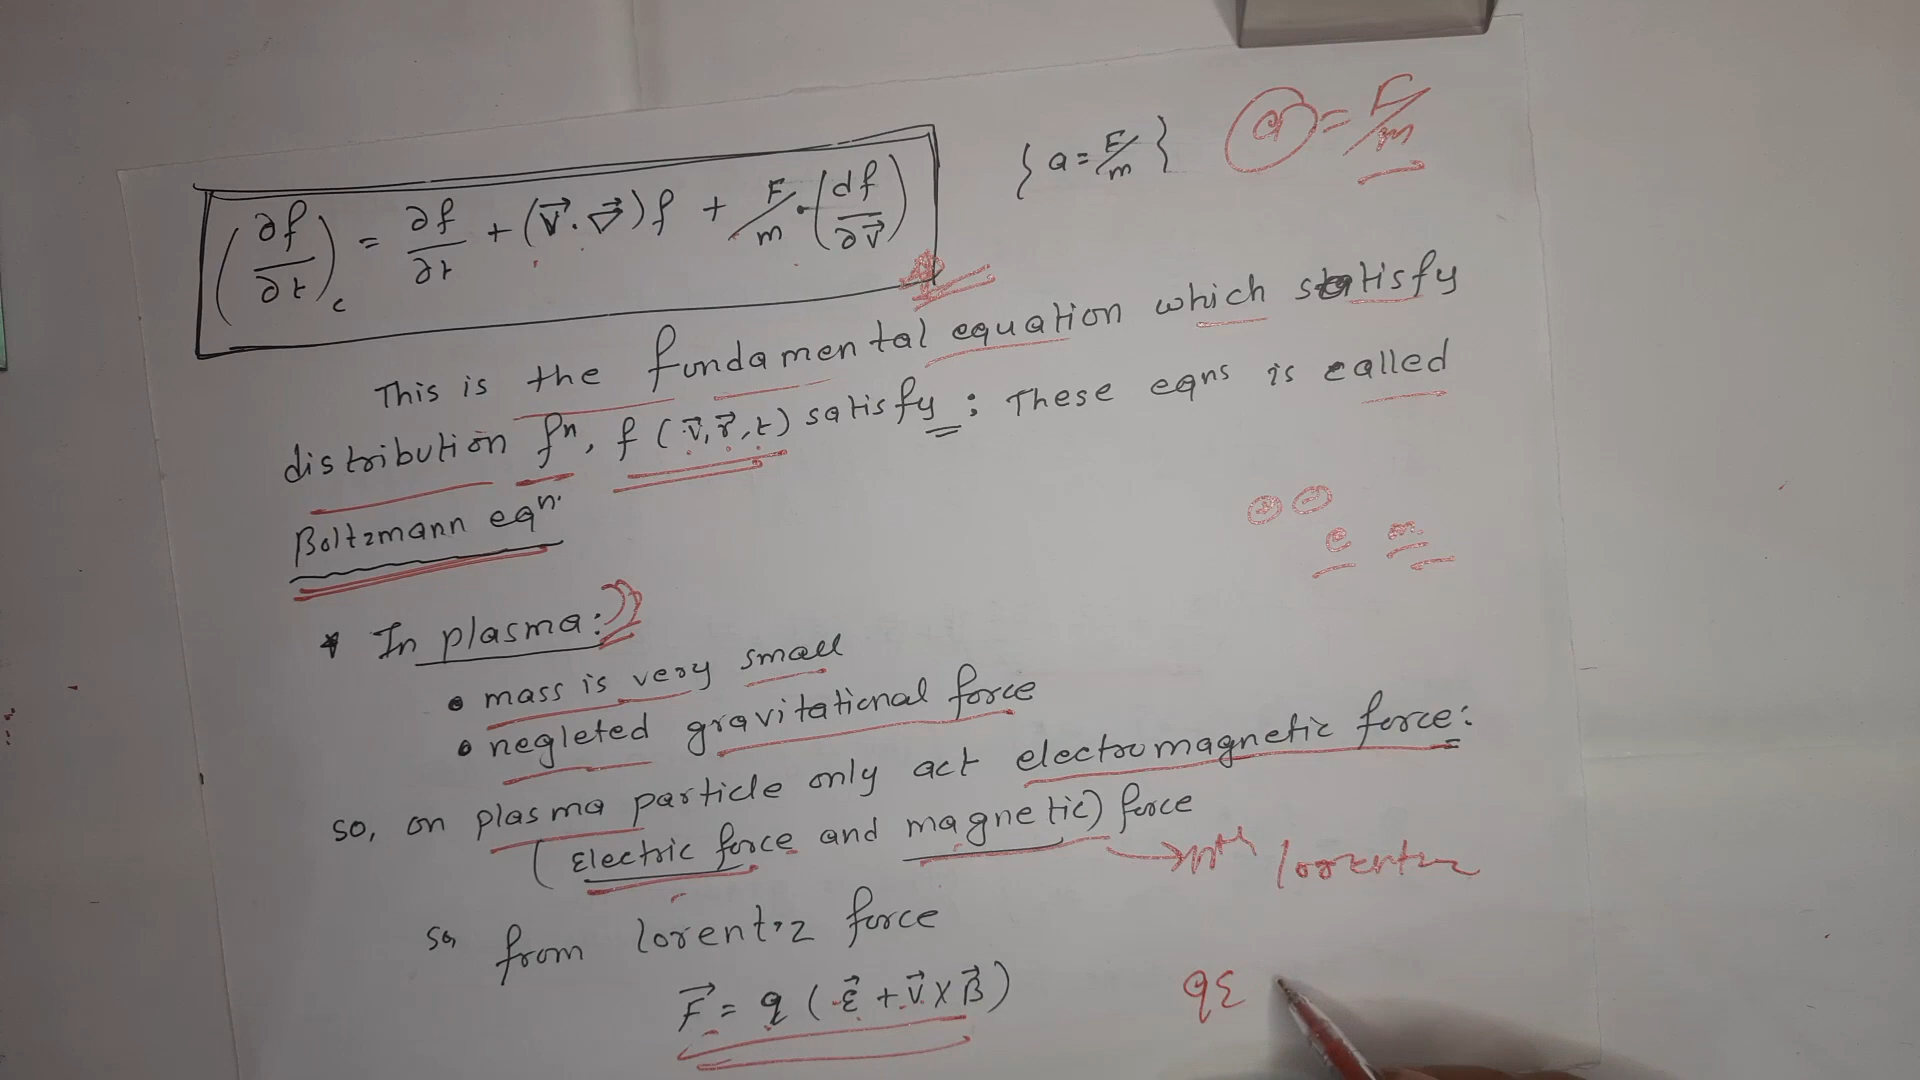 (∂f/∂t)c = ∂f/∂t + (v⃗.∇⃗)f + F/m.(df/∂v⃗) { a = F/m } a = F/m
This is the fundamental equation which satisfy
distribution fⁿ, f (v⃗, r⃗, t) satisfy ; These eqns is called
Boltzmann eqⁿ.
⊕ ⊖
e m
* In plasma:
• mass is very small
• negleted gravitational force
so, on plasma particle only act electromagnetic force:
(Electric force and magnetic) force
→ lorentz
so, from lorentz force
F⃗ = q ( ε⃗ + v⃗ × B⃗ ) qε